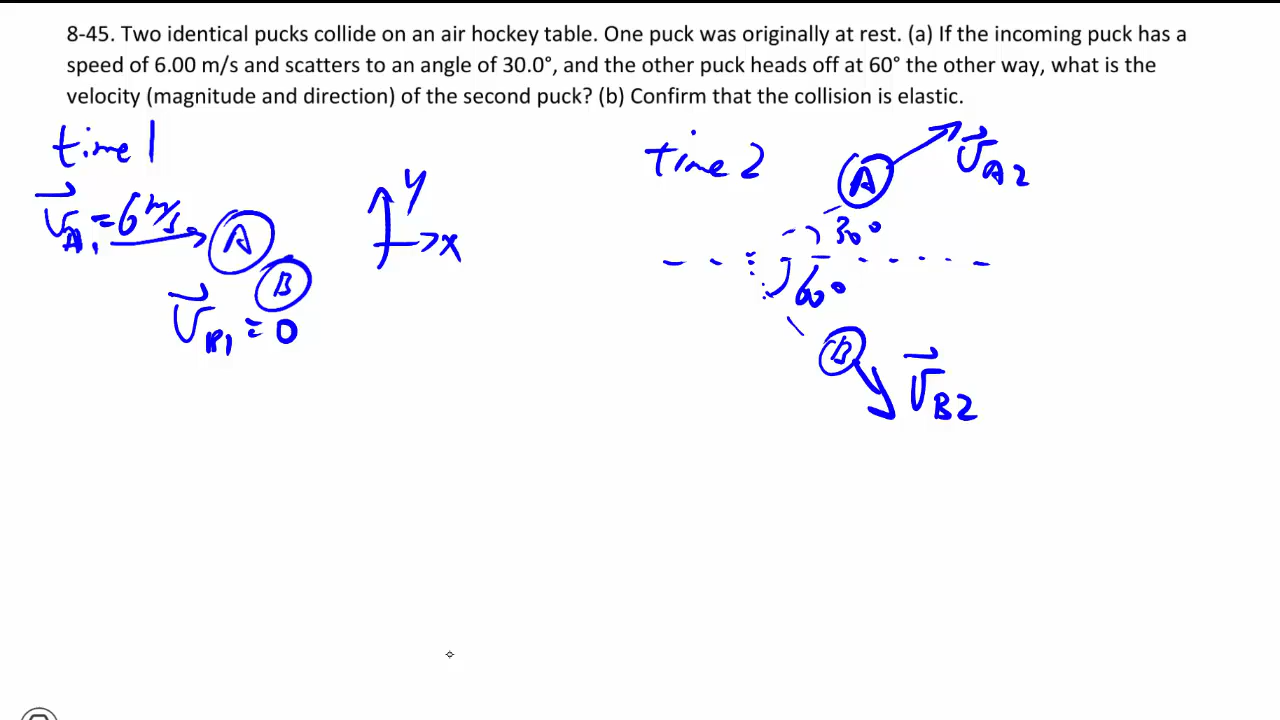 8-45. Two identical pucks collide on an air hockey table. One puck was originally at rest. (a) If the incoming puck has a
speed of 6.00 m/s and scatters to an angle of 30.0°, and the other puck heads off at 60° the other way, what is the
velocity (magnitude and direction) of the second puck? (b) Confirm that the collision is elastic.
time 1
time 2
V⃗A1 = 6 m/s
A
B
V⃗B1 = 0
y
x
A
V⃗A2
30°
60°
B
V⃗B2